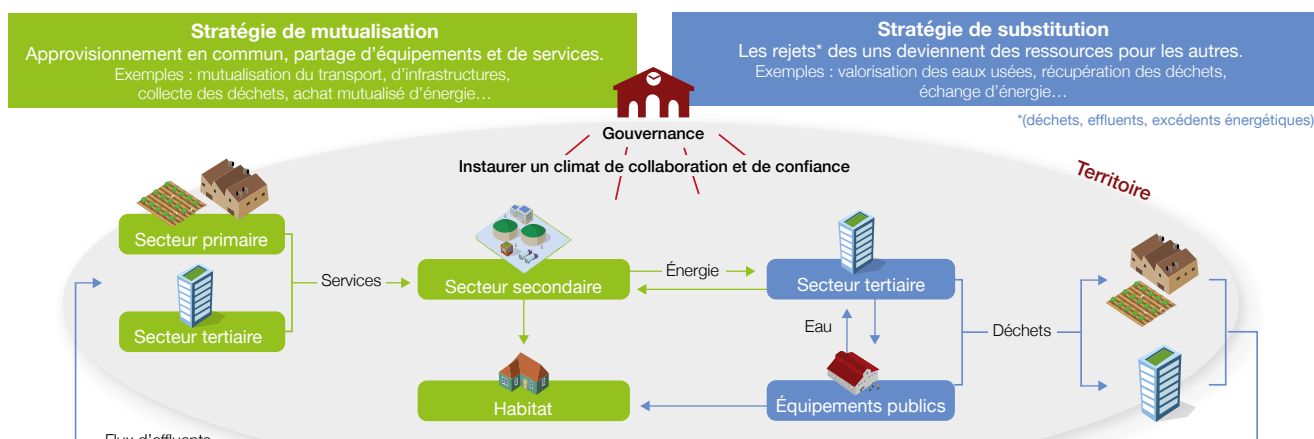 Stratégie de mutualisation
Approvisionnement en commun, partage d'équipements et de services.
Exemples : mutualisation du transport, d'infrastructures,
collecte des déchets, achat mutualisé d'énergie…
Stratégie de substitution
Les rejets* des uns deviennent des ressources pour les autres.
Exemples : valorisation des eaux usées, récupération des déchets,
échange d'énergie…
*(déchets, effluents, excédents énergétiques)
Gouvernance
Instaurer un climat de collaboration et de confiance
Territoire
Secteur primaire
Services
Secteur secondaire
Énergie
Secteur tertiaire
Secteur tertiaire
Eau
Déchets
Habitat
Équipements publics
Flux d'effluents